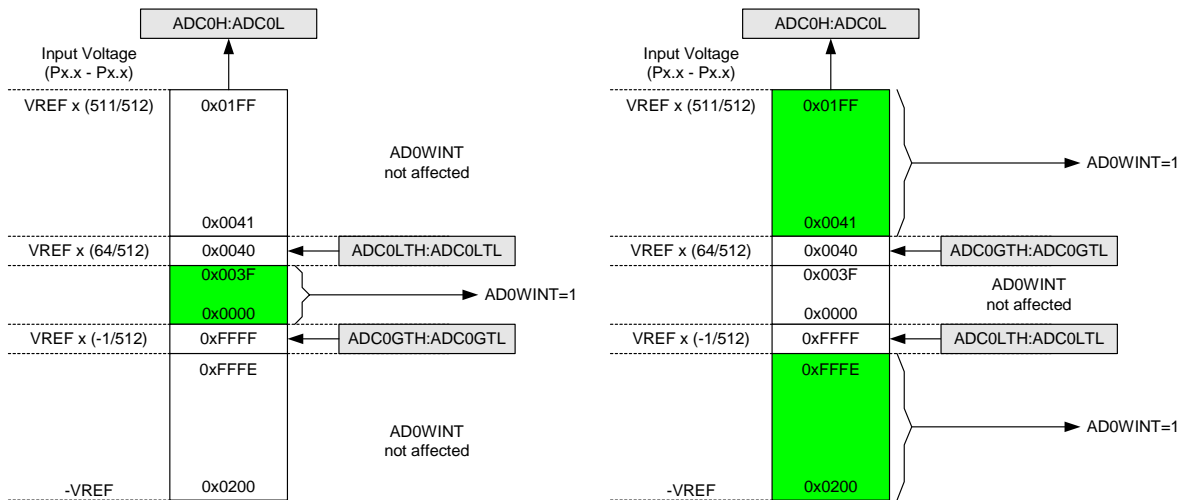 ADC0H:ADC0L
Input Voltage
(Px.x - Px.x)
VREF x (511/512)
0x01FF
AD0WINT
not affected
0x0041
VREF x (64/512)
0x0040
ADC0LTH:ADC0LTL
0x003F
AD0WINT=1
0x0000
VREF x (-1/512)
0xFFFF
ADC0GTH:ADC0GTL
0xFFFE
AD0WINT
not affected
-VREF
0x0200
ADC0H:ADC0L
Input Voltage
(Px.x - Px.x)
VREF x (511/512)
0x01FF
AD0WINT=1
0x0041
VREF x (64/512)
0x0040
ADC0GTH:ADC0GTL
0x003F
AD0WINT
not affected
0x0000
VREF x (-1/512)
0xFFFF
ADC0LTH:ADC0LTL
0xFFFE
AD0WINT=1
-VREF
0x0200